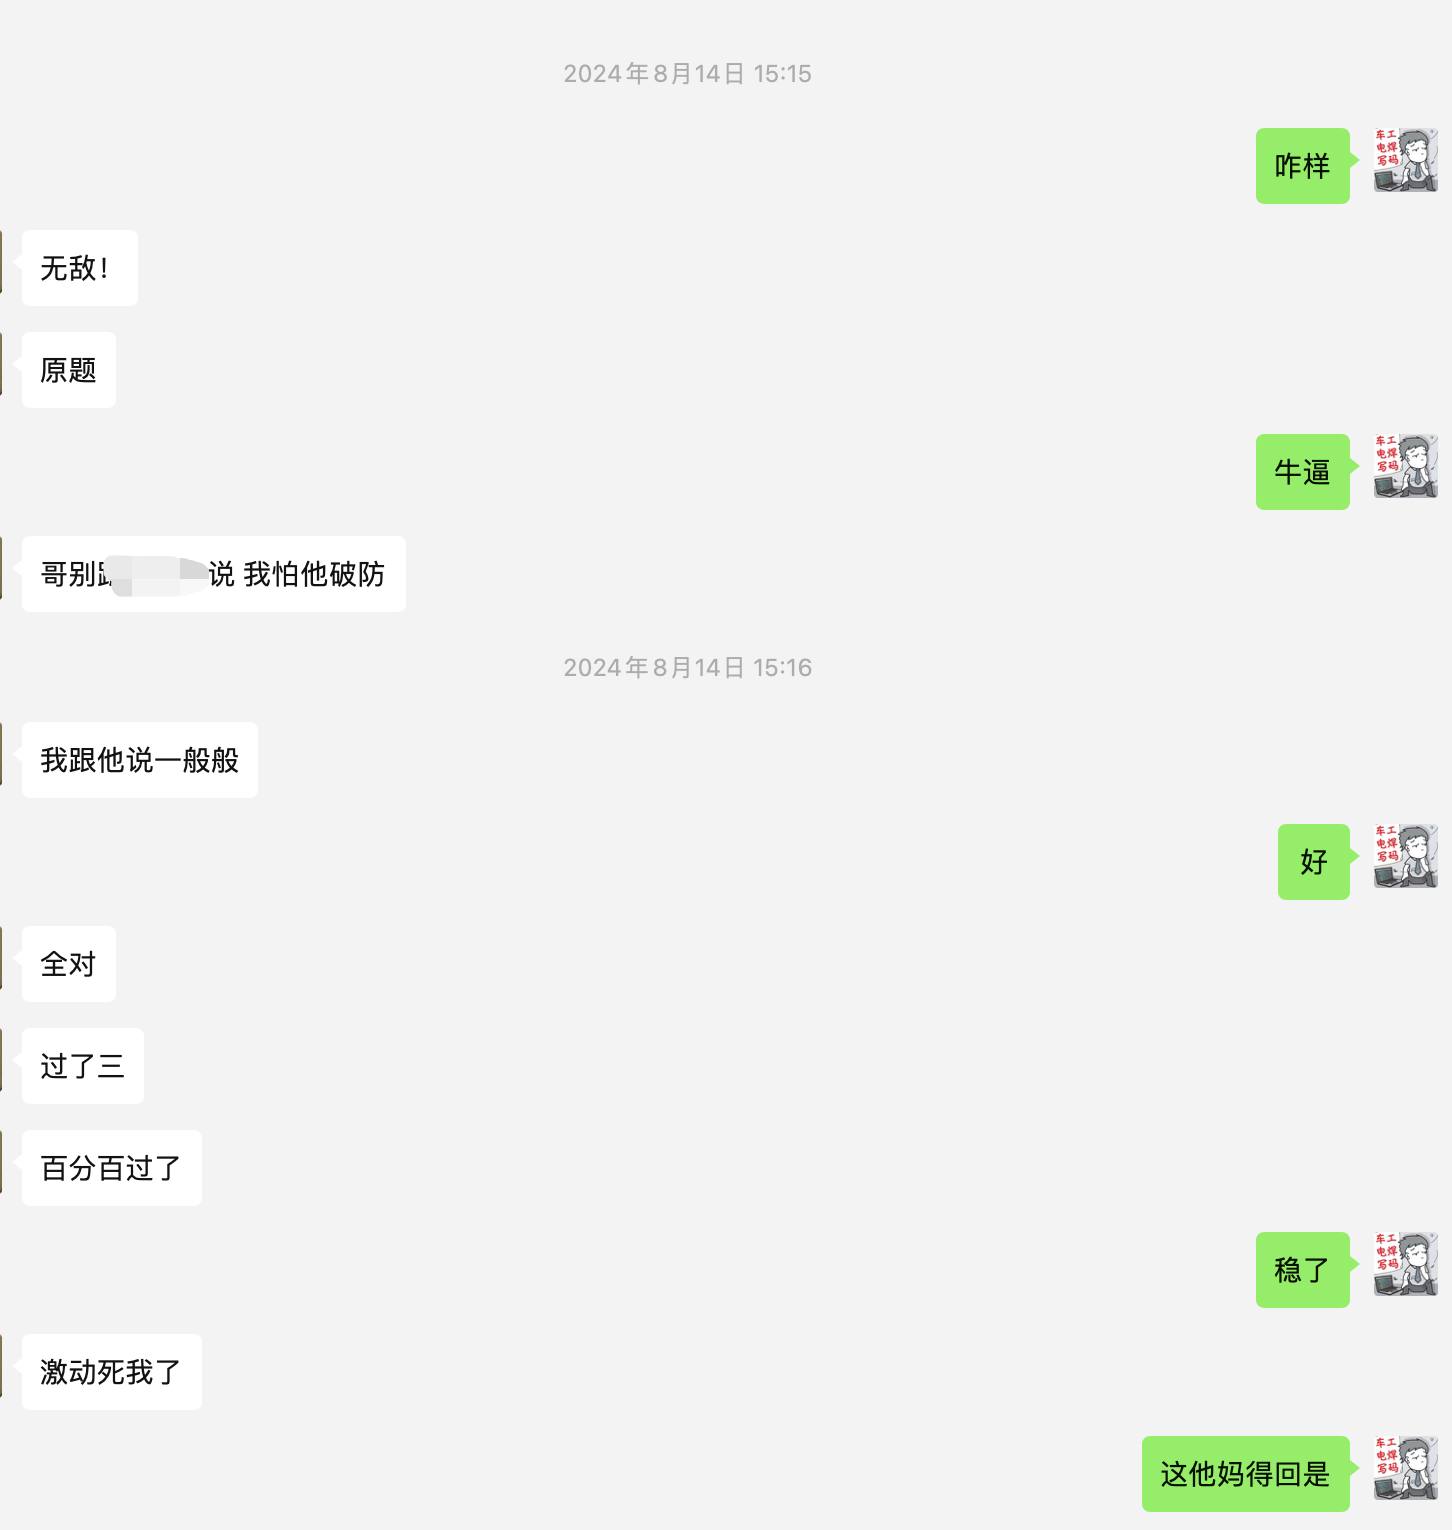 2024年8月14日 15:15
咋样
车工
电焊
写码
无敌！
原题
牛逼
车工
电焊
写码
哥别跟 说 我怕他破防
2024年8月14日 15:16
我跟他说一般般
好
车工
电焊
写码
全对
过了三
百分百过了
稳了
车工
电焊
写码
激动死我了
这他妈得回是
车工
电焊
写码